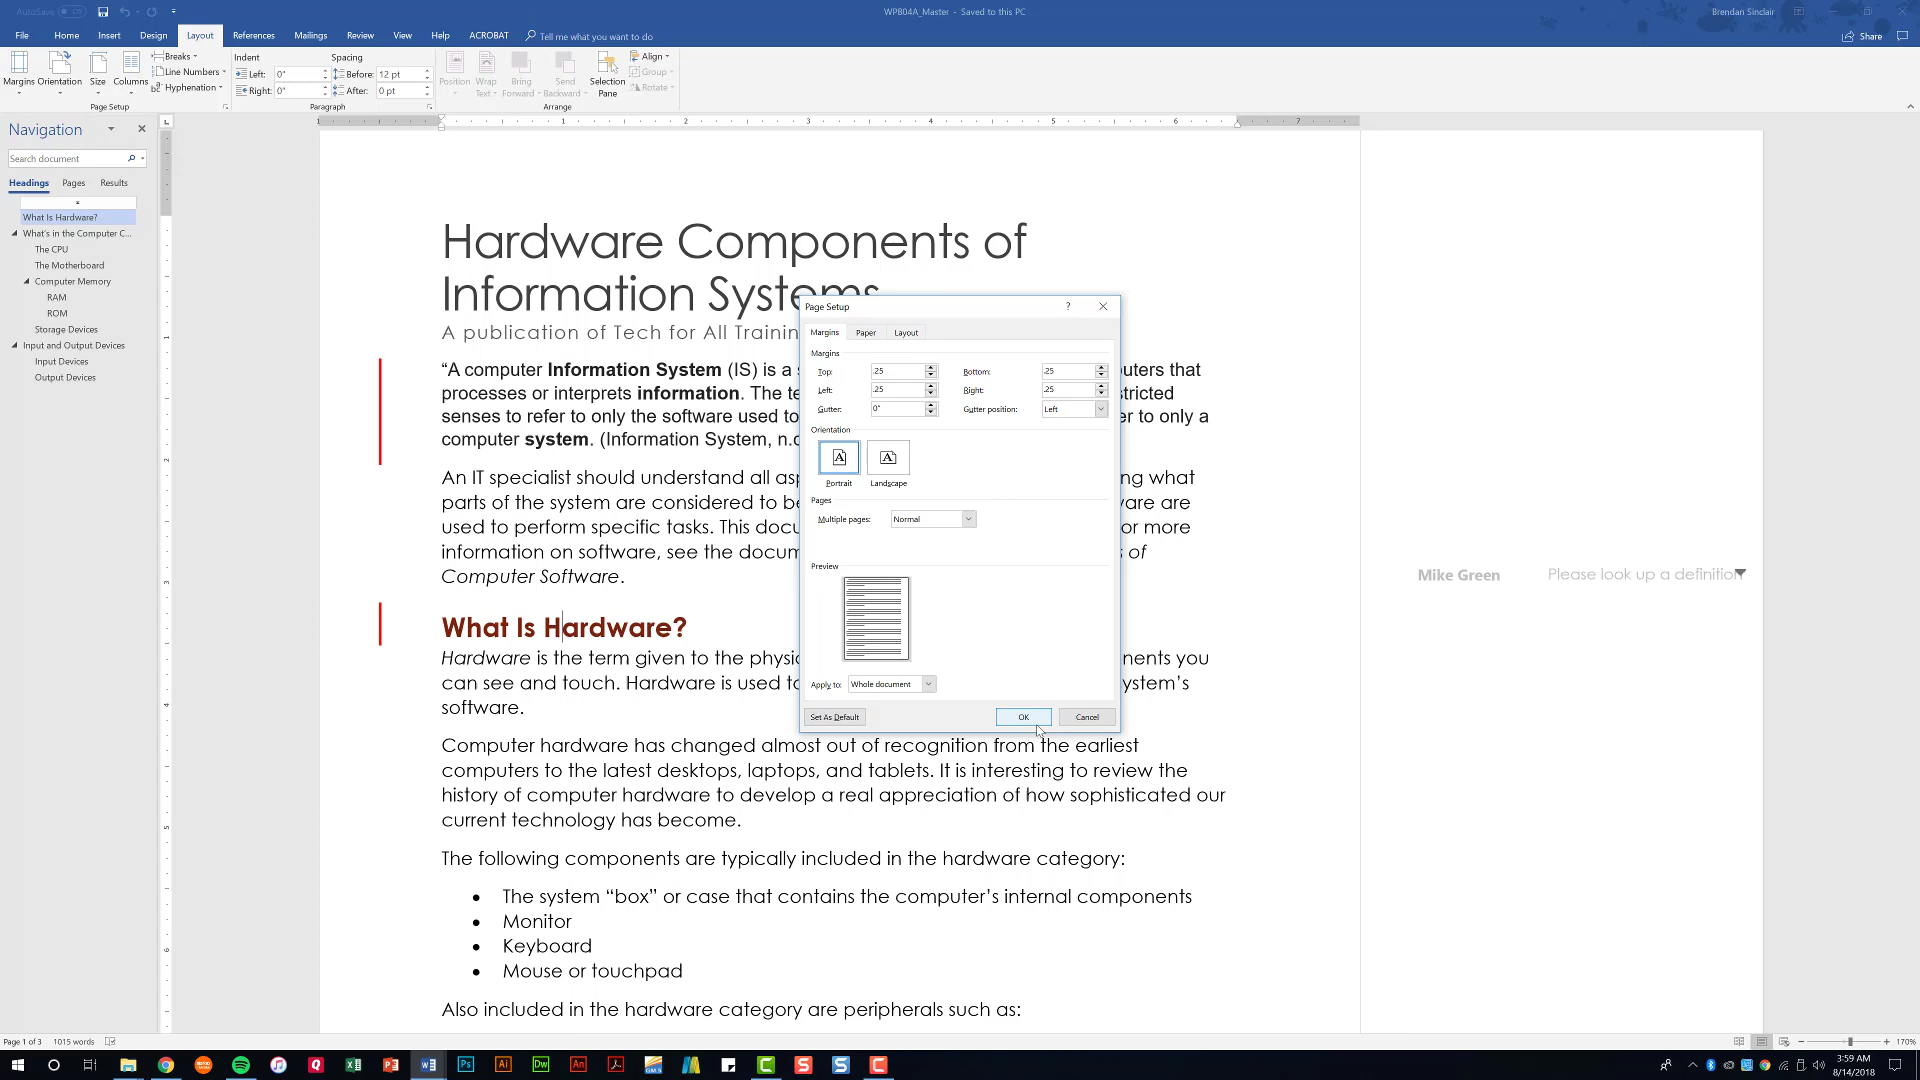 AutoSave
WPB04A_Master - Saved to this PC
Brendan Sinclair
File Home Insert Design Layout References Mailings Review View Help ACROBAT Tell me what you want to do
Share
Margins Orientation Size Columns
Breaks
Line Numbers
Hyphenation
Page Setup
Indent Spacing
Left: 0" Before: 12 pt
Right: 0" After: 0 pt
Paragraph
Position Wrap Text Bring Forward Send Backward Selection Pane
Align
Group
Rotate
Arrange
Navigation
Search document
Headings Pages Results
What Is Hardware?
What's in the Computer C...
The CPU
The Motherboard
Computer Memory
RAM
ROM
Storage Devices
Input and Output Devices
Input Devices
Output Devices
1 1 2 3 4 5 6 7
Hardware Components of
Information Systems
A publication of Tech for All Trainin
“A computer Information System (IS) is a s uters that
processes or interprets information. The te stricted
senses to refer to only the software used to er to only a
computer system. (Information System, n.d
An IT specialist should understand all asp ng what
parts of the system are considered to be ware are
used to perform specific tasks. This docu or more
information on software, see the docum s of
Computer Software.
What Is Hardware?
Hardware is the term given to the physic nents you
can see and touch. Hardware is used to ystem’s
software.
Computer hardware has changed almost out of recognition from the earliest
computers to the latest desktops, laptops, and tablets. It is interesting to review the
history of computer hardware to develop a real appreciation of how sophisticated our
current technology has become.
The following components are typically included in the hardware category:
• The system “box” or case that contains the computer’s internal components
• Monitor
• Keyboard
• Mouse or touchpad
Also included in the hardware category are peripherals such as:
Mike Green Please look up a definition
Page Setup ?
Margins Paper Layout
Margins
Top: .25 Bottom: .25
Left: .25 Right: .25
Gutter: 0" Gutter position: Left
Orientation
A A
Portrait Landscape
Pages
Multiple pages: Normal
Preview
Apply to: Whole document
Set As Default OK Cancel
Page 1 of 3 1015 words
170%
3:59 AM
8/14/2018